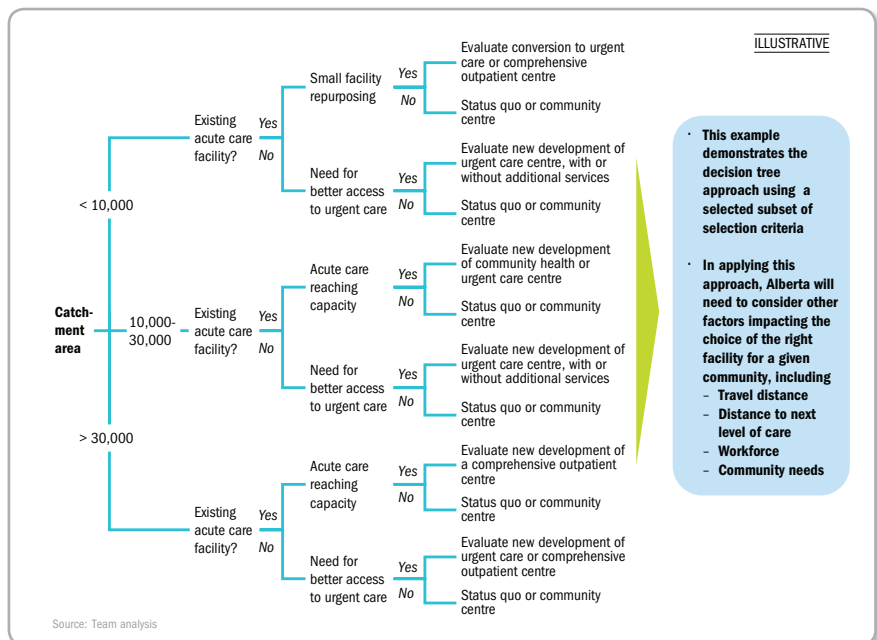 ILLUSTRATIVE
Catch-
ment
area
< 10,000
Existing
acute care
facility?
Yes
No
Small facility
repurposing
Yes
No
Evaluate conversion to urgent
care or comprehensive
outpatient centre
Status quo or community
centre
Need for
better access
to urgent care
Yes
No
Evaluate new development of
urgent care centre, with or
without additional services
Status quo or community
centre
10,000-
30,000
Existing
acute care
facility?
Yes
No
Acute care
reaching
capacity
Yes
No
Evaluate new development
of community health or
urgent care centre
Status quo or community
centre
Need for
better access
to urgent care
Yes
No
Evaluate new development of
urgent care centre, with or
without additional services
Status quo or community
centre
> 30,000
Existing
acute care
facility?
Yes
No
Acute care
reaching
capacity
Yes
No
Evaluate new development of
a comprehensive outpatient
centre
Status quo or community
centre
Need for
better access
to urgent care
Yes
No
Evaluate new development of
urgent care or comprehensive
outpatient centre
Status quo or community
centre
· This example
demonstrates the
decision tree
approach using a
selected subset of
selection criteria
· In applying this
approach, Alberta will
need to consider other
factors impacting the
choice of the right
facility for a given
community, including
– Travel distance
– Distance to next
level of care
– Workforce
– Community needs
Source: Team analysis